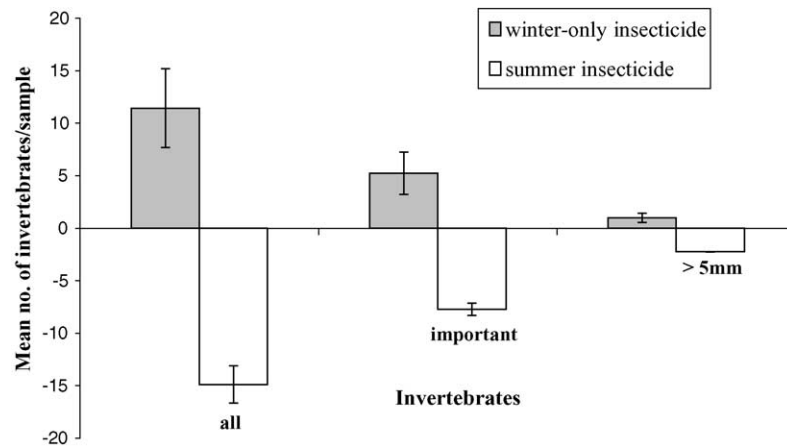 Mean no. of invertebrates/sample
20
15
10
5
0
-5
-10
-15
-20
winter-only insecticide
summer insecticide
> 5mm
important
all
Invertebrates